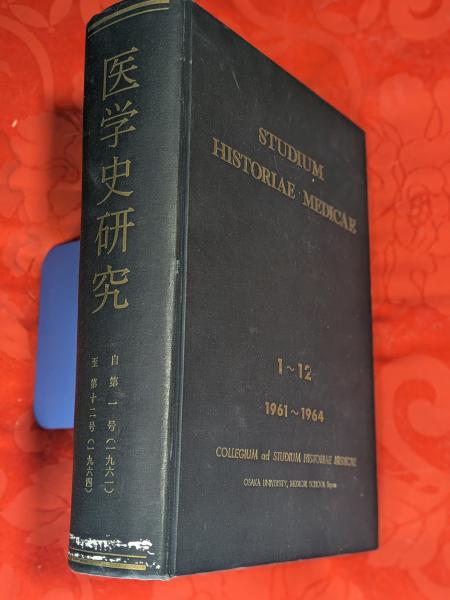 医学史研究
自 第一号(一九六一)
至 第十二号(一九六四)
STUDIUM
HISTORIAE MEDICAE
1~12
1961~1964
COLLEGIUM ad STUDIUM HISTORIAE MEDICAE
OSAKA UNIVERSITY, MEDICAL SCHOOL Japan